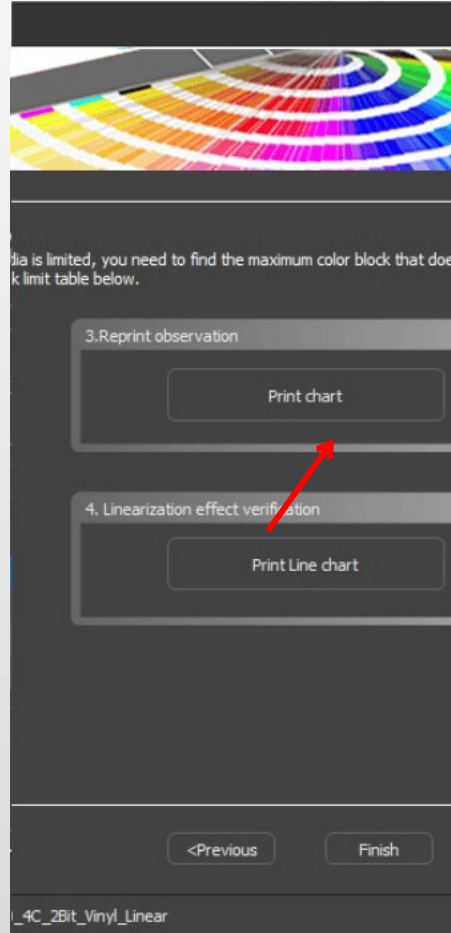 dia is limited, you need to find the maximum color block that doe
k limit table below.
3.Reprint observation
Print chart
4. Linearization effect verification
Print Line chart
<Previous
Finish
_4C_2Bit_Vinyl_Linear